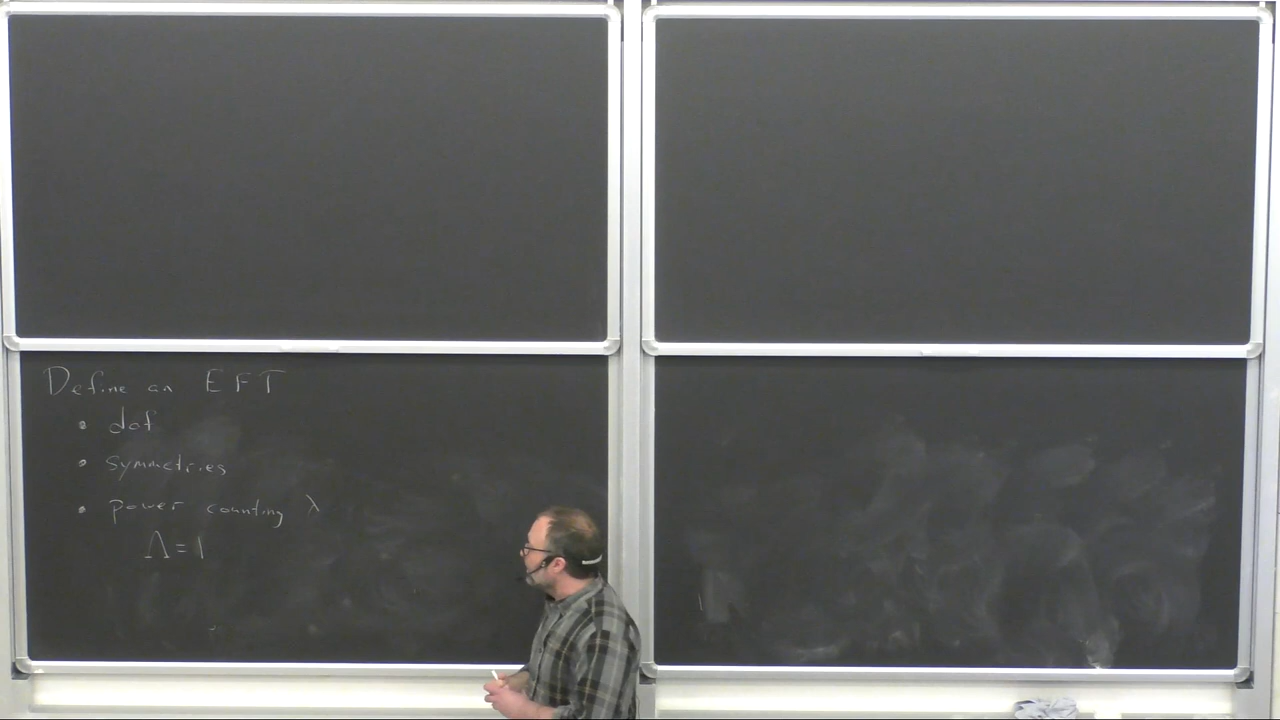 Define an EFT
• dof
• symmetries
• power counting λ
Λ = 1